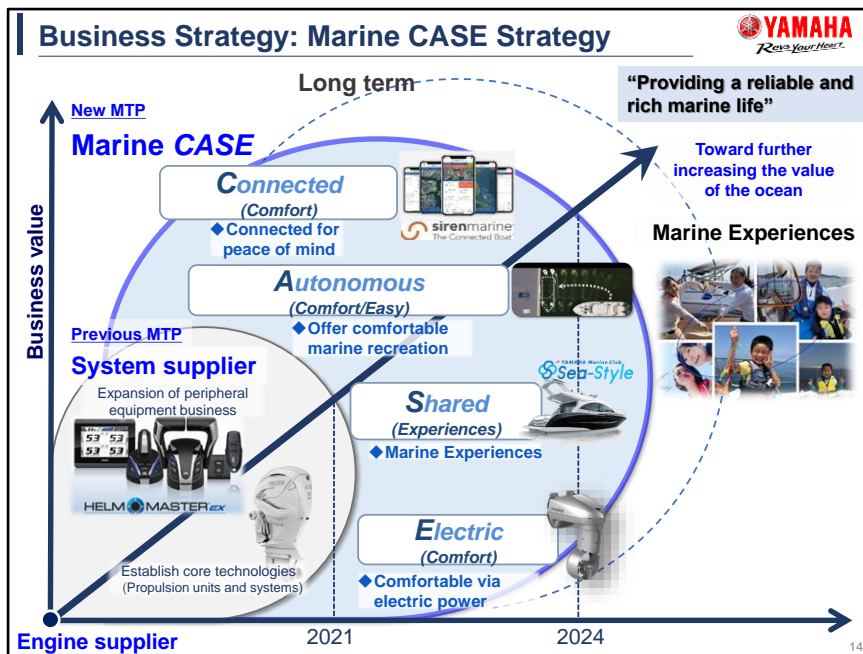 Business Strategy: Marine CASE Strategy
YAMAHA
Revs Your Heart
Long term
“Providing a reliable and
rich marine life”
New MTP
Marine CASE
Toward further
increasing the value
of the ocean
Connected
(Comfort)
◆Connected for
peace of mind
sirenmarine
The Connected Boat
Marine Experiences
Autonomous
(Comfort/Easy)
◆Offer comfortable
marine recreation
Business value
Previous MTP
System supplier
Expansion of peripheral
equipment business
53 53
53 53
HELM MASTER EX
YAMAHA Marine Club
Sea-Style
Shared
(Experiences)
◆Marine Experiences
Electric
(Comfort)
◆Comfortable via
electric power
Establish core technologies
(Propulsion units and systems)
Engine supplier
2021
2024
14